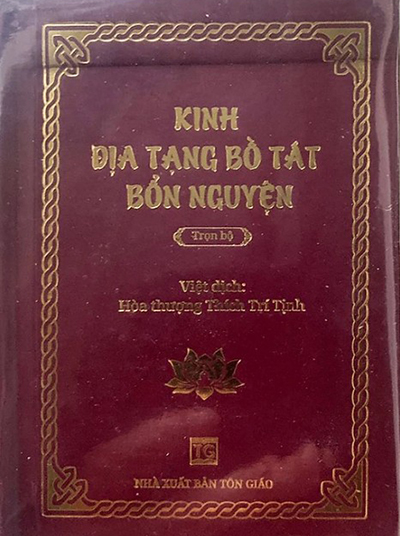 KINH
ĐỊA TẠNG BỒ TÁT
BỔN NGUYỆN
Trọn bộ
Việt dịch:
Hòa thượng Thích Trí Tịnh
TG
NHÀ XUẤT BẢN TÔN GIÁO